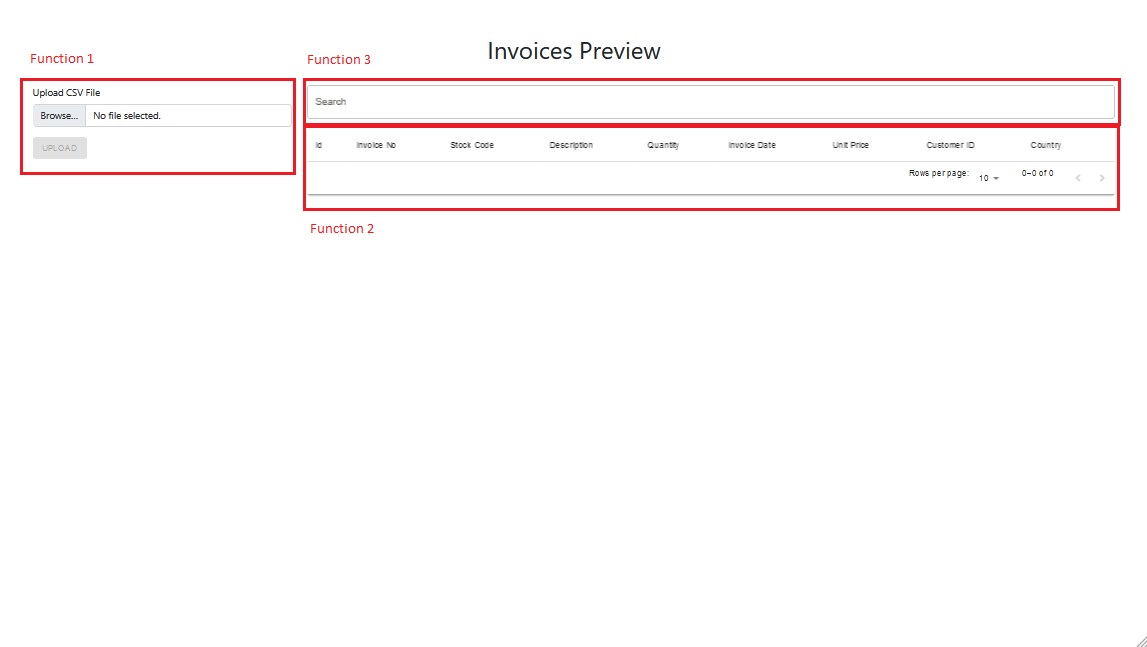 Invoices Preview
Function 1
Function 3
Upload CSV File
Browse... No file selected.
UPLOAD
Search
Id Invoice No Stock Code Description Quantity Invoice Date Unit Price Customer ID Country
Rows per page: 10 0–0 of 0
Function 2